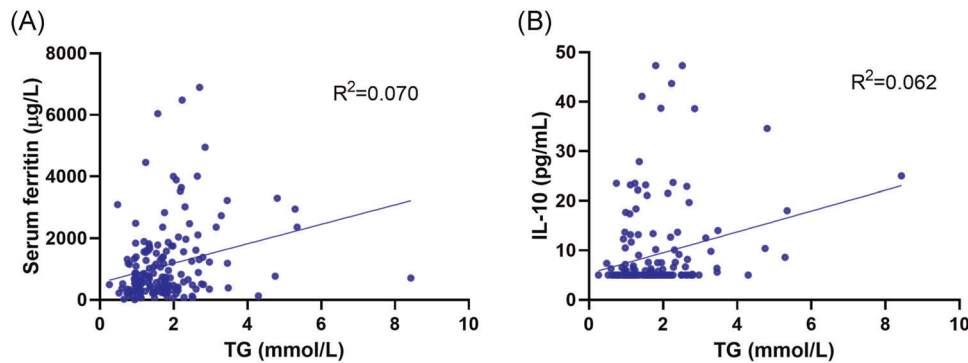 (A)
8000
6000
4000
2000
0
Serum ferritin (μg/L)
R²=0.070
0 2 4 6 8 10
TG (mmol/L)
(B)
50
40
30
20
10
0
IL-10 (pg/mL)
R²=0.062
0 2 4 6 8 10
TG (mmol/L)